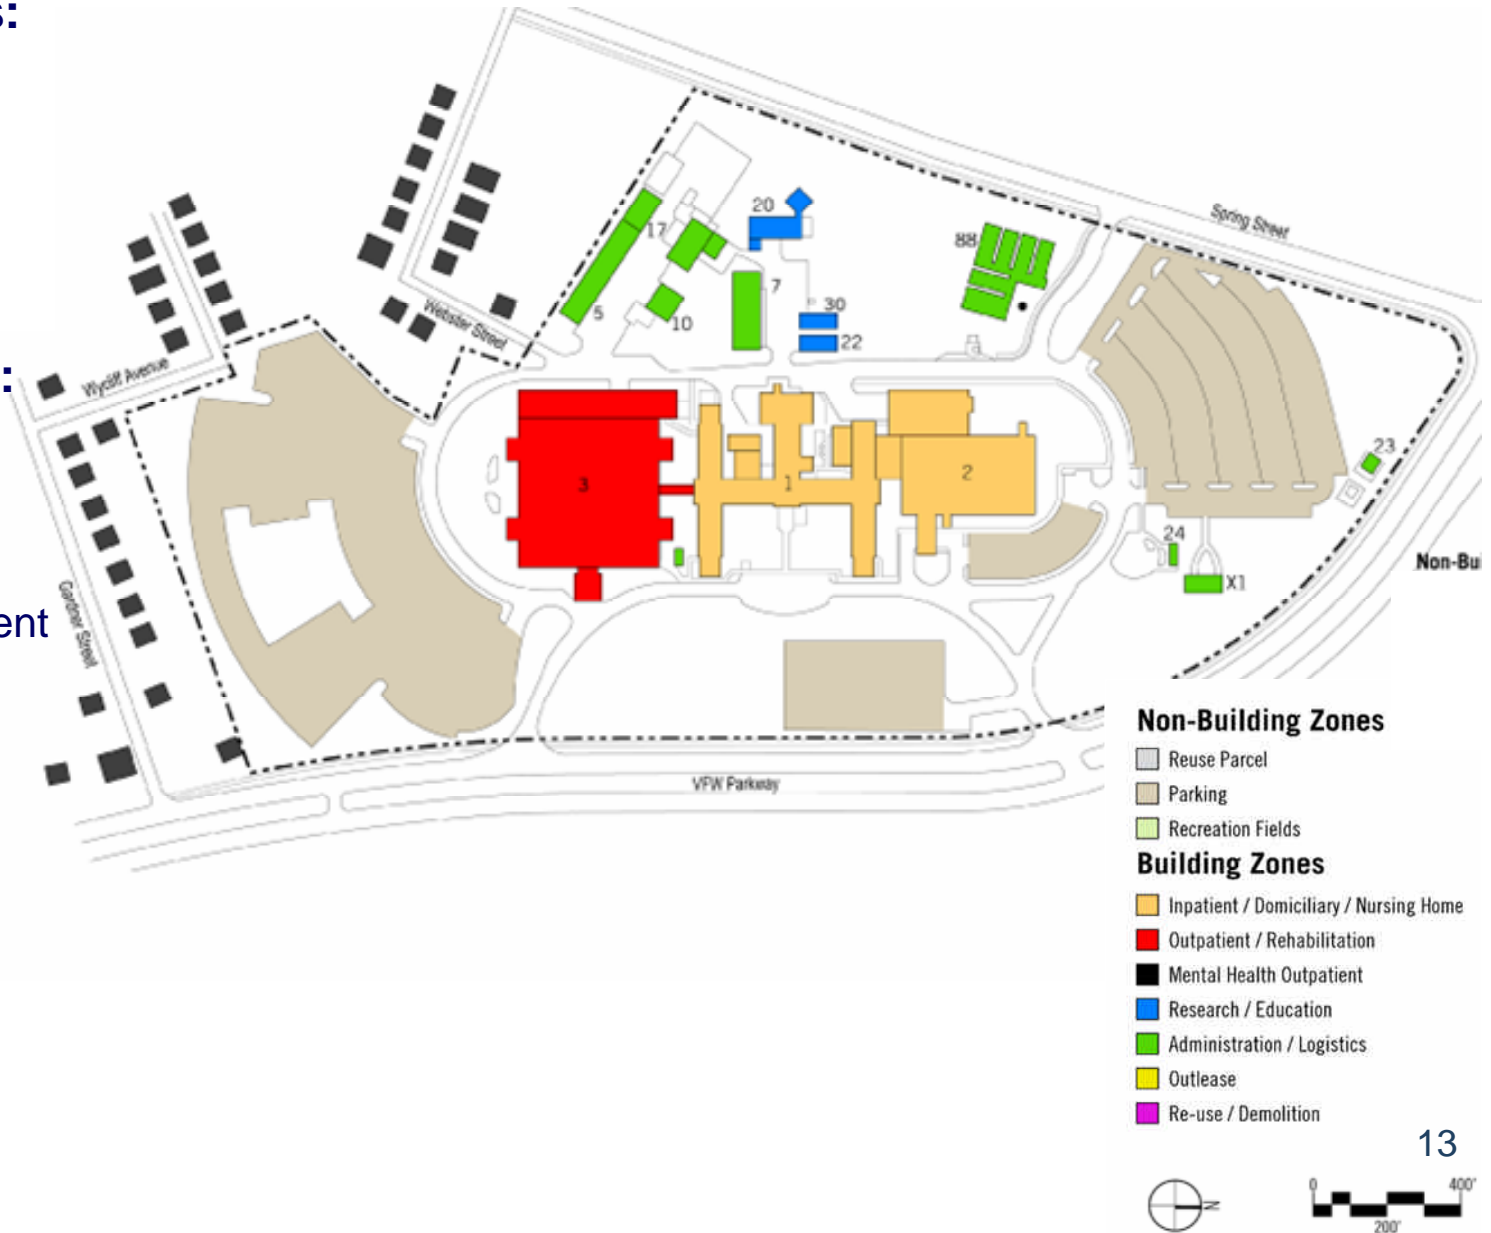 s:
Spring Street
20
17
88
Webster Street
5
10
7
30
22
:
Wycliff Avenue
23
3
1
2
24
X1
Non-Bu
Gardner Street
ent
VFW Parkway
Non-Building Zones
Reuse Parcel
Parking
Recreation Fields
Building Zones
Inpatient / Domiciliary / Nursing Home
Outpatient / Rehabilitation
Mental Health Outpatient
Research / Education
Administration / Logistics
Outlease
Re-use / Demolition
13
N
0 400'
200'